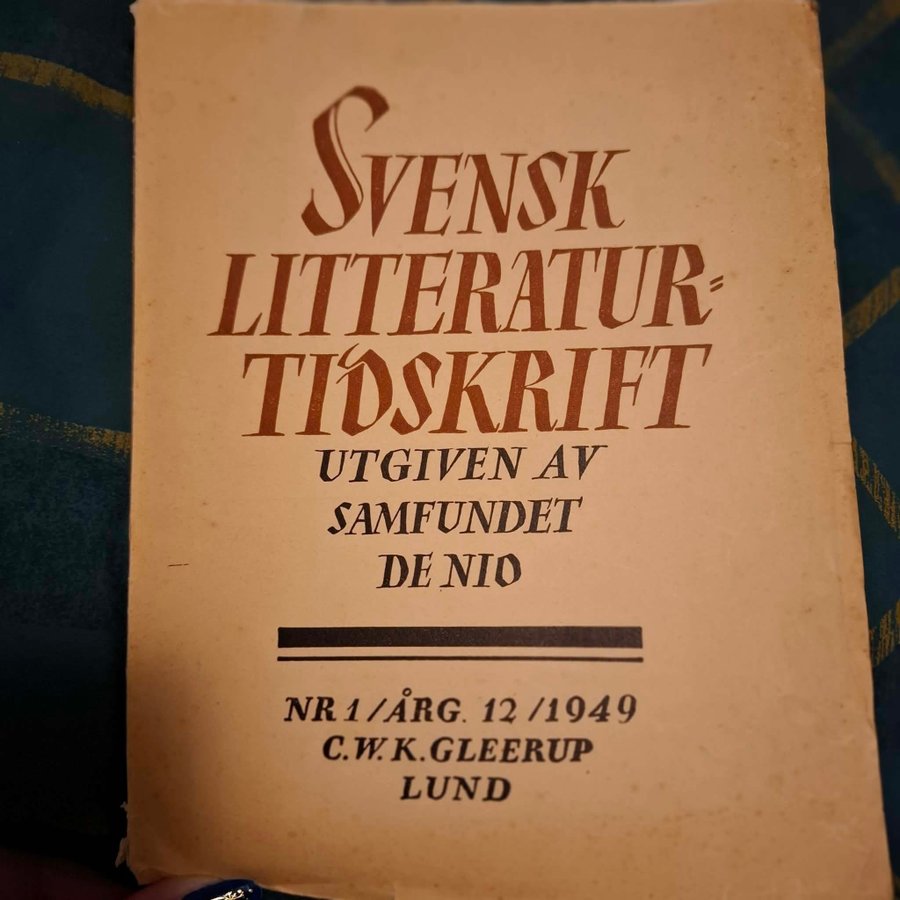 SVENSK
LITTERATUR-
TIDSKRIFT
UTGIVEN AV
SAMFUNDET
DE NIO
NR 1/ÅRG. 12/1949
C.W.K. GLEERUP
LUND